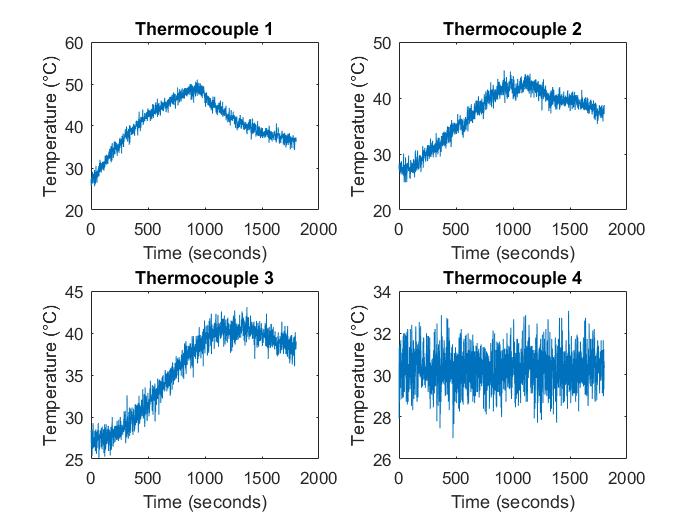 Thermocouple 1
60
50
40
30
20
Temperature (°C)
0 500 1000 1500 2000
Time (seconds)
Thermocouple 2
50
40
30
20
Temperature (°C)
0 500 1000 1500 2000
Time (seconds)
Thermocouple 3
45
40
35
30
25
Temperature (°C)
0 500 1000 1500 2000
Time (seconds)
Thermocouple 4
34
32
30
28
26
Temperature (°C)
0 500 1000 1500 2000
Time (seconds)